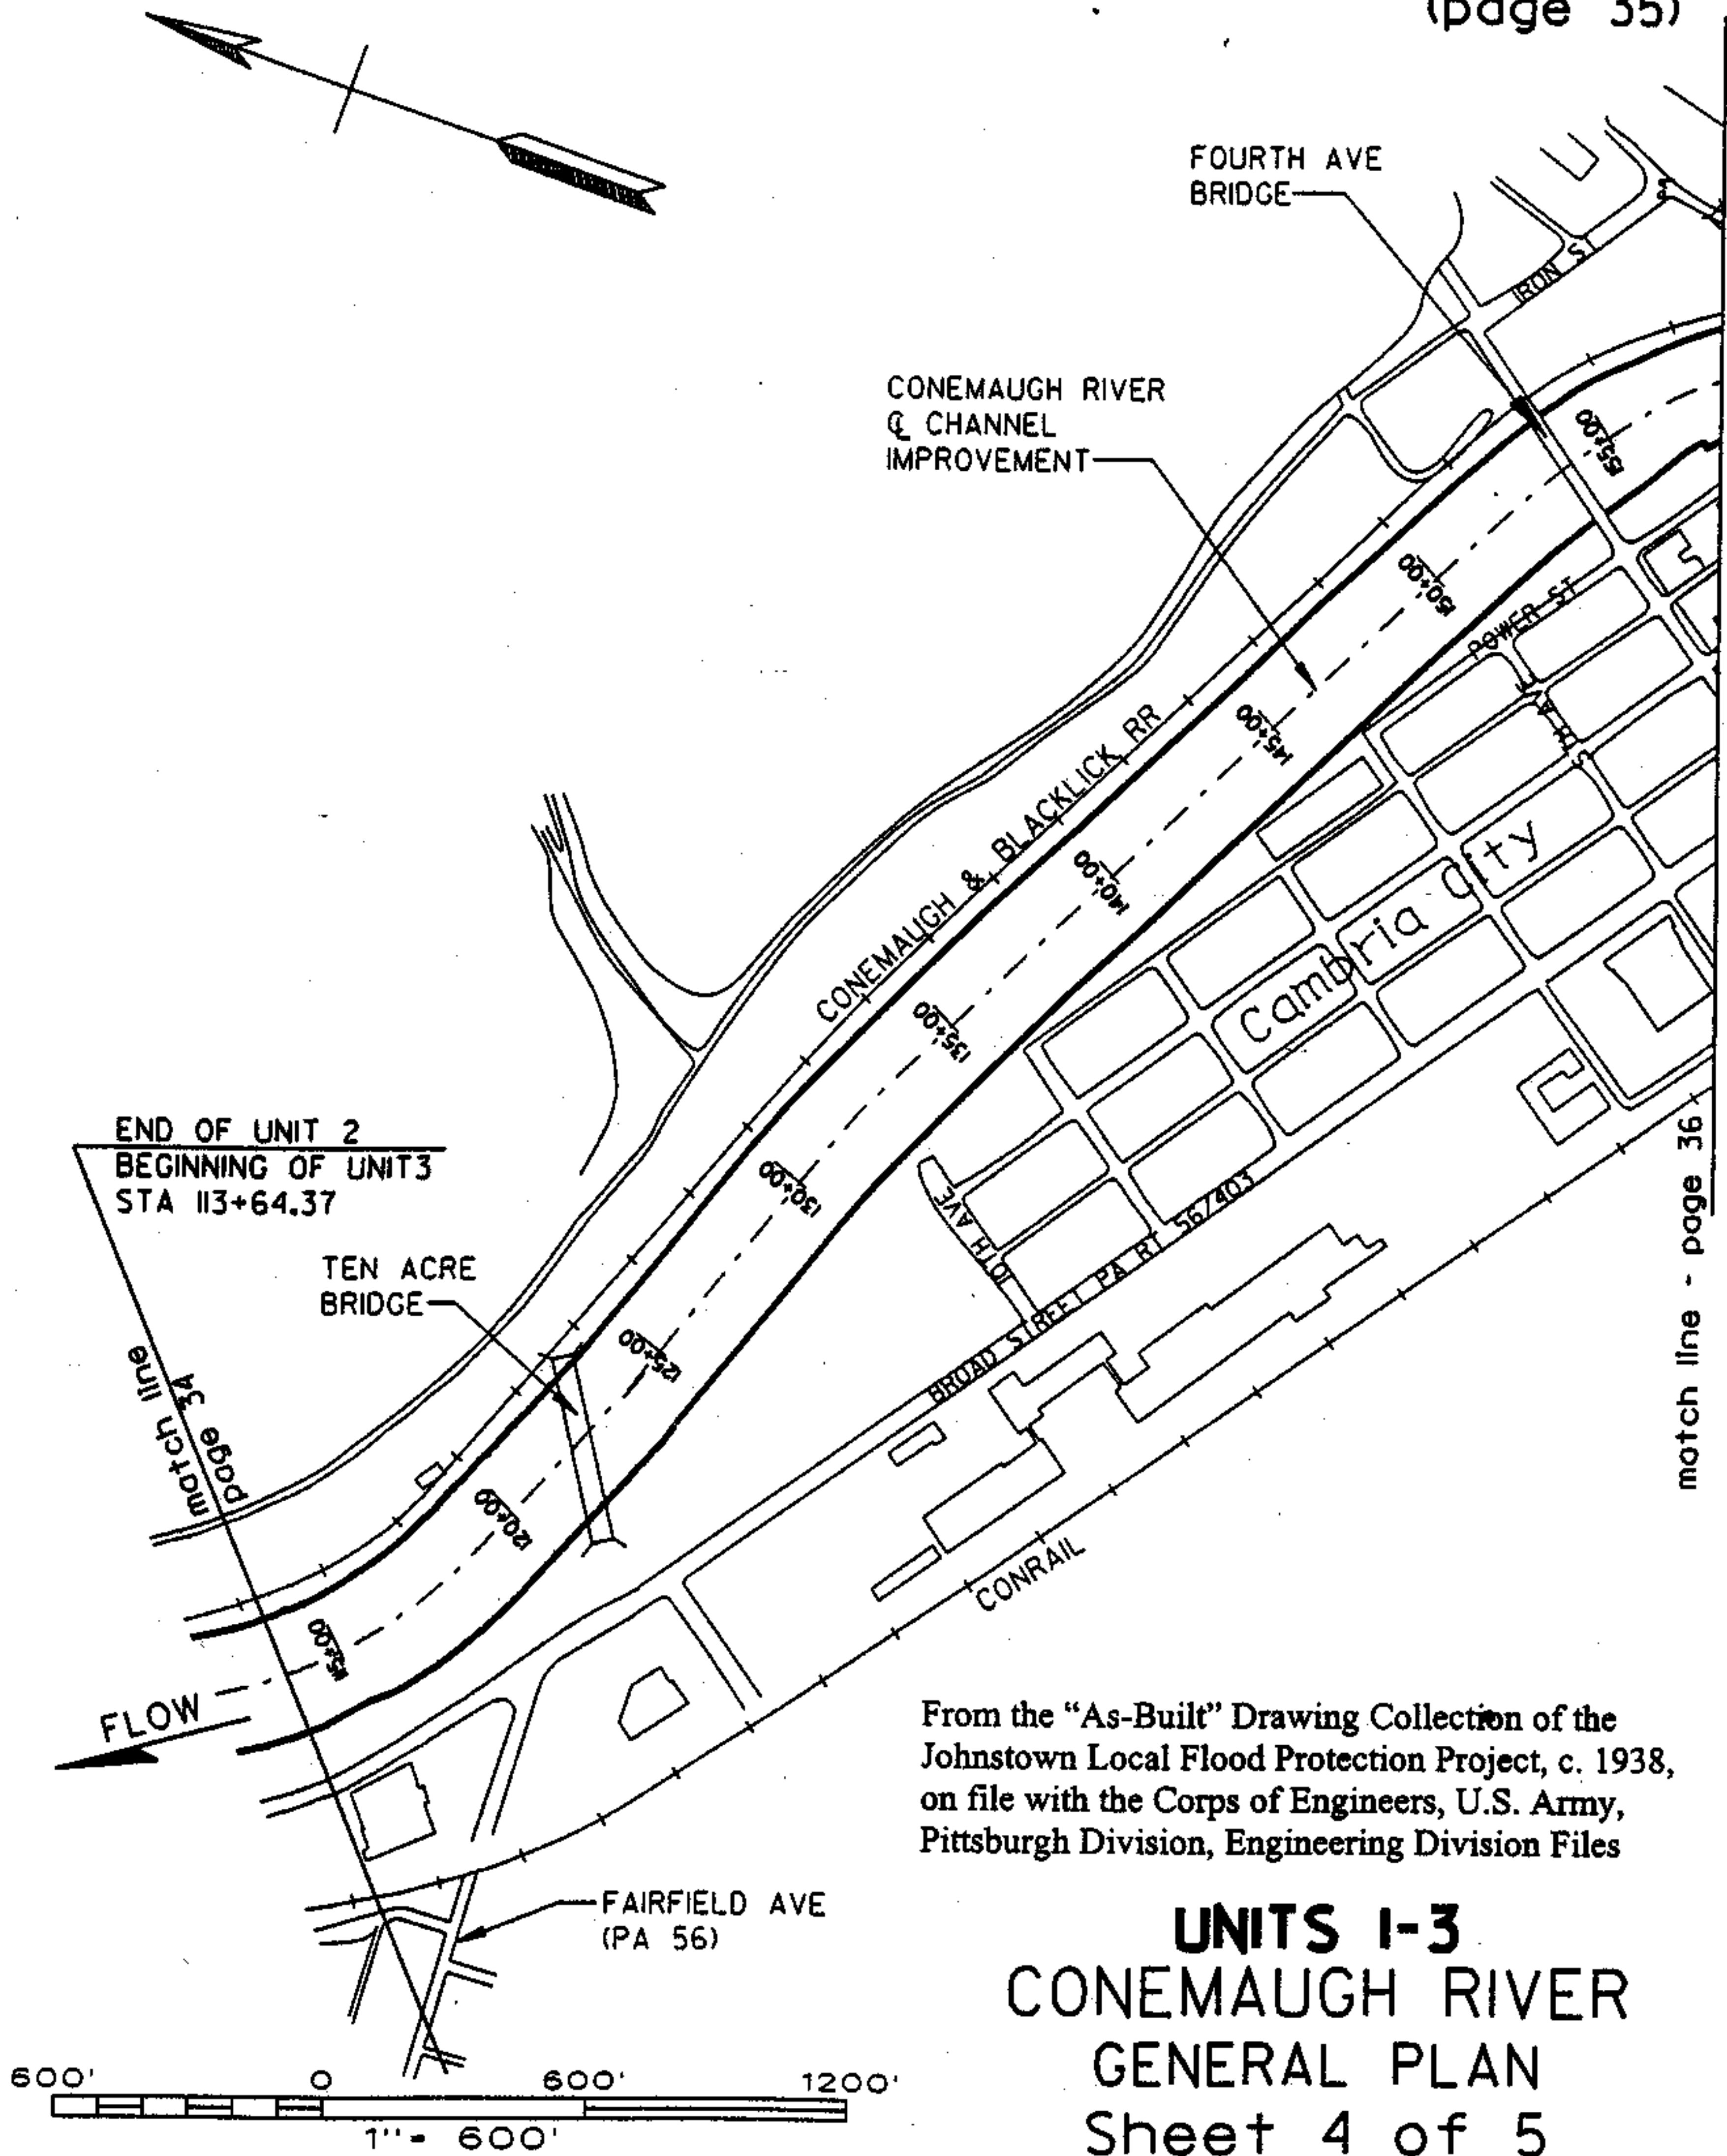 (page 35)
FOURTH AVE
BRIDGE
IRON S
CONEMAUGH RIVER
℄ CHANNEL
IMPROVEMENT
155+00
150+00
POWER ST
5TH AVE
145+00
CONEMAUGH & BLACKLICK RR
140+00
Cambria City
135+00
END OF UNIT 2
BEGINNING OF UNIT3
STA 113+64.37
130+00
10TH AVE
BROAD STREET PA RT 56/403
match line - page 36
TEN ACRE
BRIDGE
125+00
match line
page 34
120+00
CONRAIL
115+00
FLOW
From the “As-Built” Drawing Collection of the
Johnstown Local Flood Protection Project, c. 1938,
on file with the Corps of Engineers, U.S. Army,
Pittsburgh Division, Engineering Division Files
FAIRFIELD AVE
(PA 56)
UNITS 1-3
CONEMAUGH RIVER
GENERAL PLAN
Sheet 4 of 5
600' 0 600' 1200'
1"- 600'